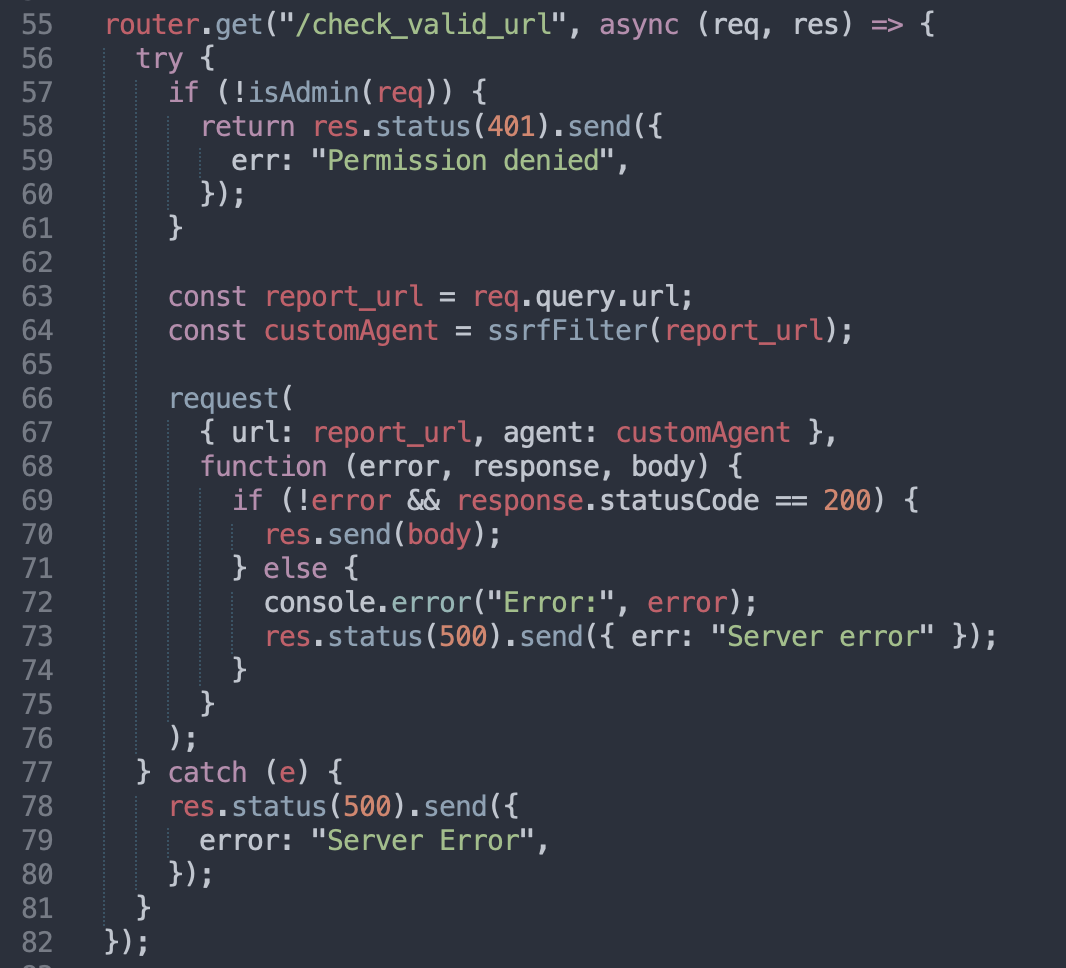 55 router.get("/check_valid_url", async (req, res) => {
56 try {
57 if (!isAdmin(req)) {
58 return res.status(401).send({
59 err: "Permission denied",
60 });
61 }
62
63 const report_url = req.query.url;
64 const customAgent = ssrfFilter(report_url);
65
66 request(
67 { url: report_url, agent: customAgent },
68 function (error, response, body) {
69 if (!error && response.statusCode == 200) {
70 res.send(body);
71 } else {
72 console.error("Error:", error);
73 res.status(500).send({ err: "Server error" });
74 }
75 }
76 );
77 } catch (e) {
78 res.status(500).send({
79 error: "Server Error",
80 });
81 }
82 });